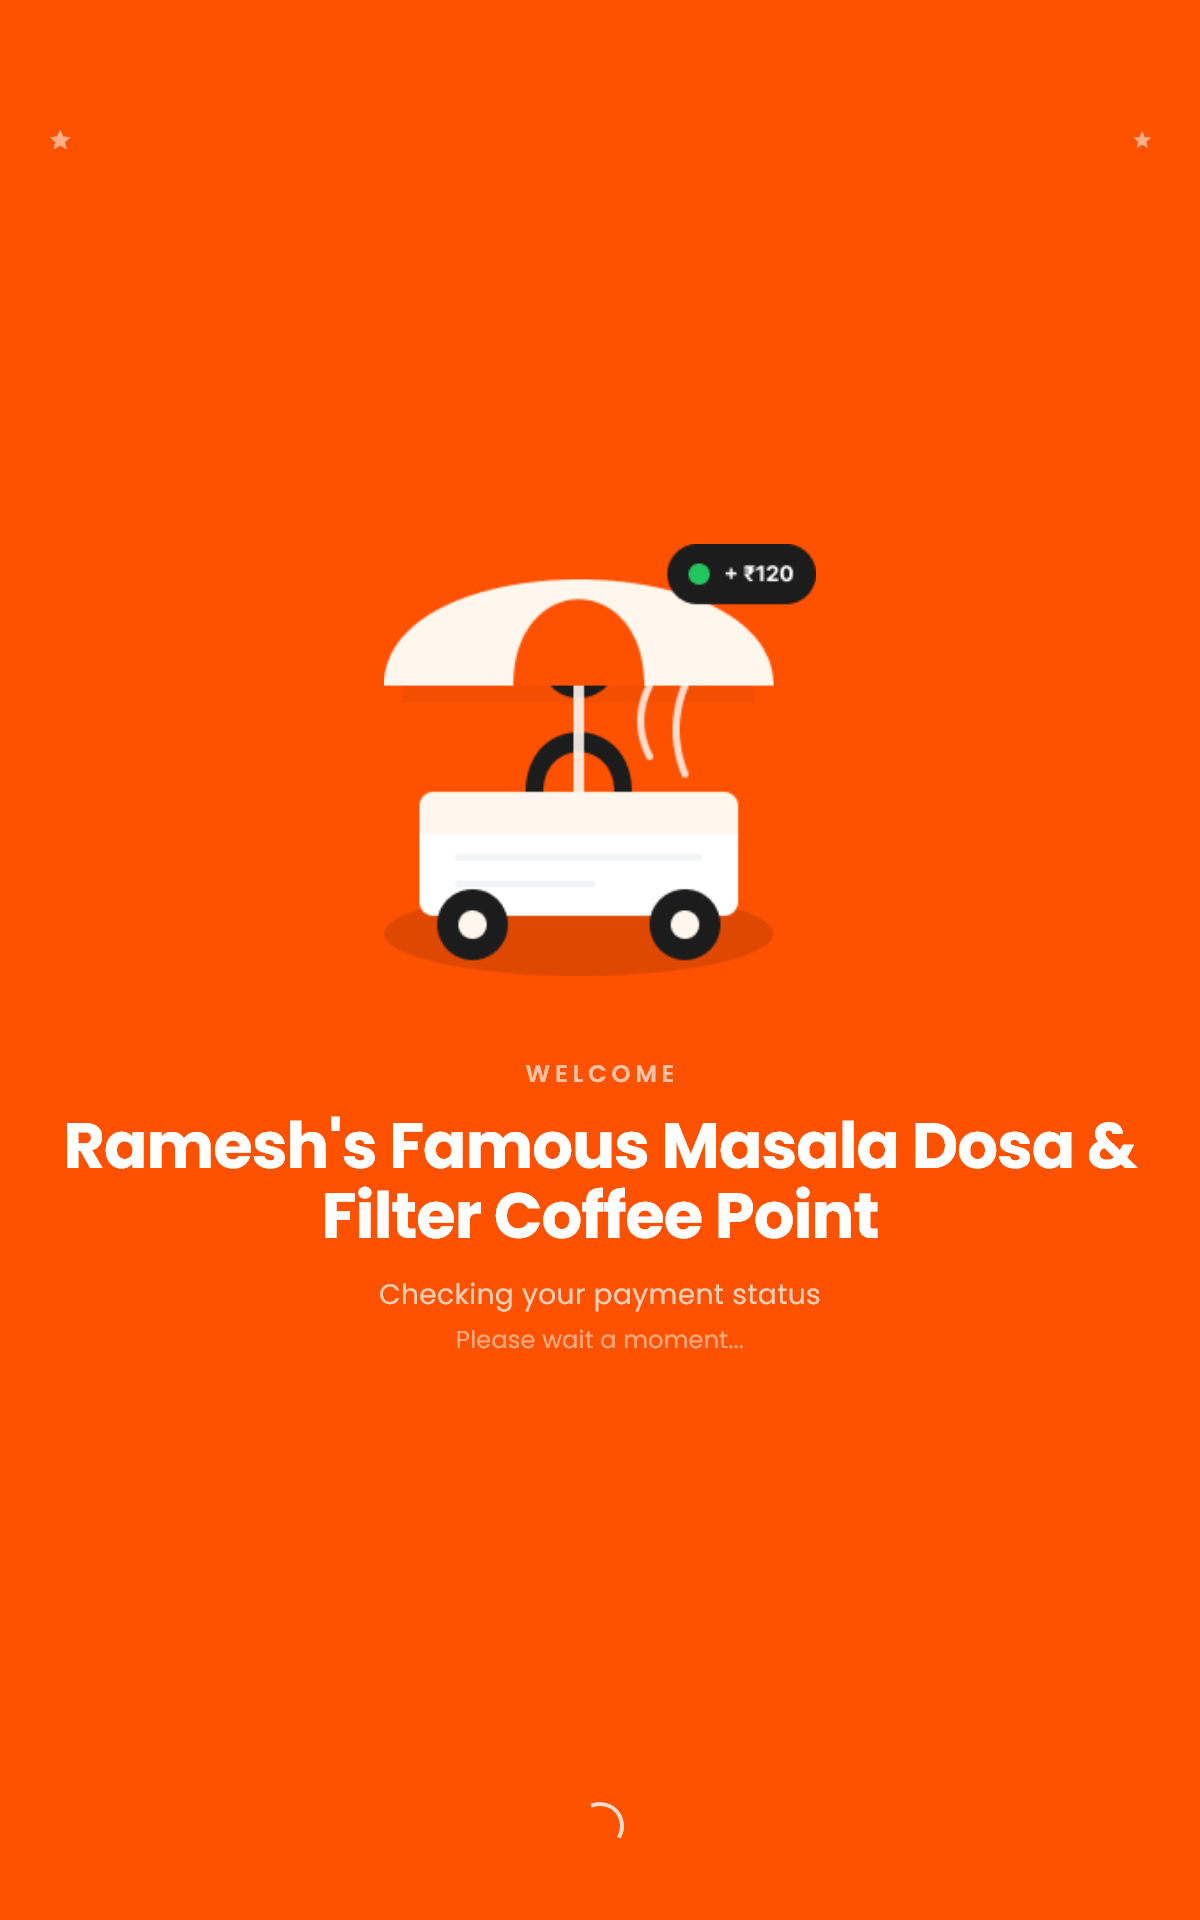 + ₹120
WELCOME
Ramesh's Famous Masala Dosa &
Filter Coffee Point
Checking your payment status
Please wait a moment...